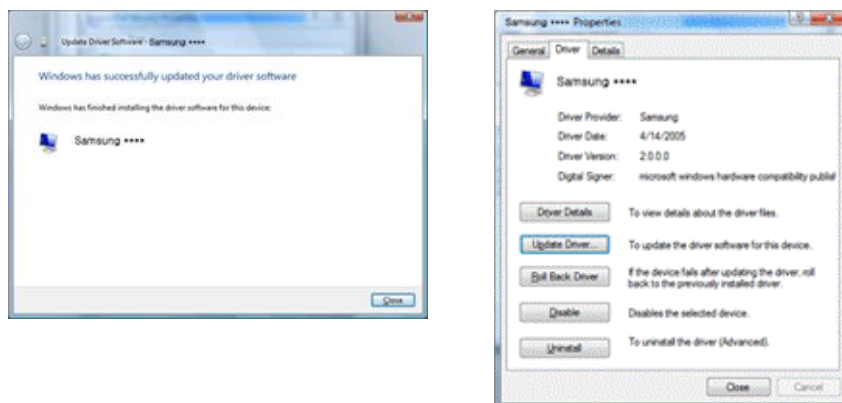 Update Driver Software - Samsung ****
Windows has successfully updated your driver software
Windows has finished installing the driver software for this device:
Samsung ****
Close
Samsung **** Properties
General Driver Details
Samsung ****
Driver Provider: Samsung
Driver Date: 4/14/2005
Driver Version: 2.0.0.0
Digital Signer: microsoft windows hardware compatibility publis
Driver Details To view details about the driver files.
Update Driver... To update the driver software for this device.
Roll Back Driver If the device fails after updating the driver, roll
back to the previously installed driver.
Disable Disables the selected device.
Uninstall To uninstall the driver (Advanced).
Close Cancel